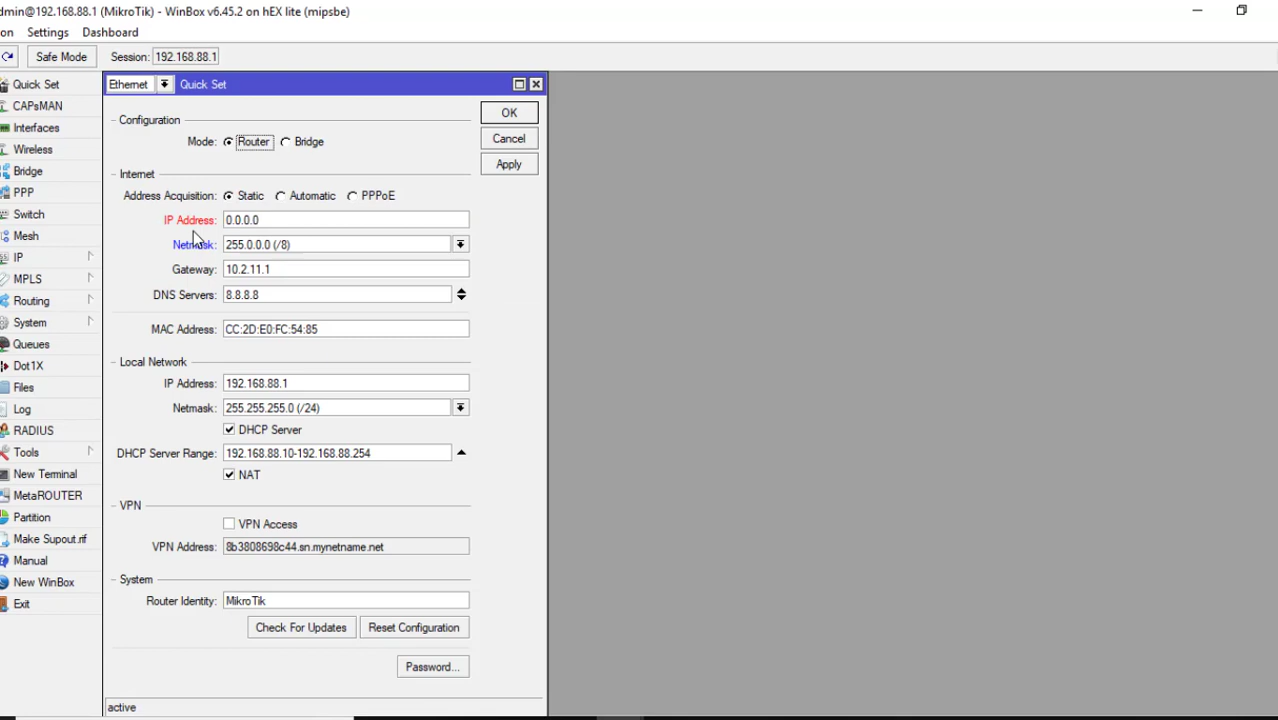 dmin@192.168.88.1 (MikroTik) - WinBox v6.45.2 on hEX lite (mipsbe)
on Settings Dashboard
Safe Mode Session: 192.168.88.1
Quick Set
CAPsMAN
Interfaces
Wireless
Bridge
PPP
Switch
Mesh
IP
MPLS
Routing
System
Queues
Dot1X
Files
Log
RADIUS
Tools
New Terminal
MetaROUTER
Partition
Make Supout.rif
Manual
New WinBox
Exit
Ethernet Quick Set
OK
Cancel
Apply
Configuration
Mode: Router Bridge
Internet
Address Acquisition: Static Automatic PPPoE
IP Address: 0.0.0.0
Netmask: 255.0.0.0 (/8)
Gateway: 10.2.11.1
DNS Servers: 8.8.8.8
MAC Address: CC:2D:E0:FC:54:85
Local Network
IP Address: 192.168.88.1
Netmask: 255.255.255.0 (/24)
DHCP Server
DHCP Server Range: 192.168.88.10-192.168.88.254
NAT
VPN
VPN Access
VPN Address: 8b3808698c44.sn.mynetname.net
System
Router Identity: MikroTik
Check For Updates Reset Configuration
Password...
active